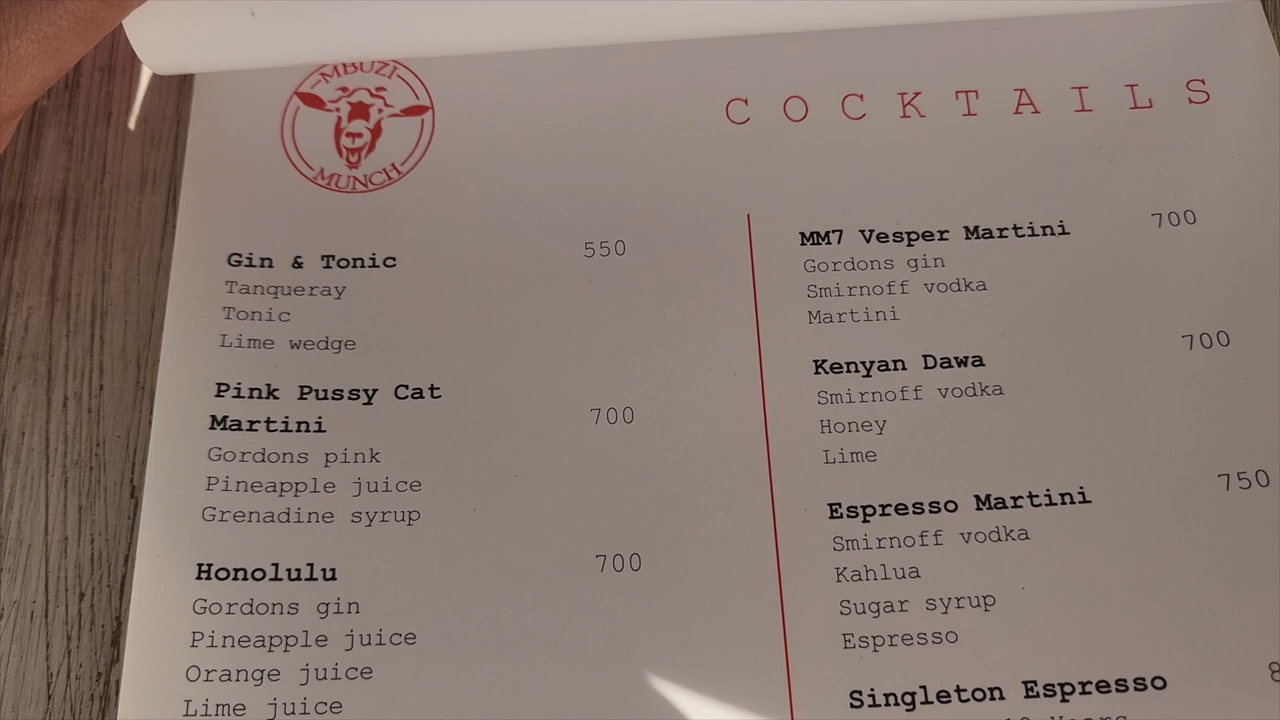 MBUZI
MUNCH
COCKTAILS
Gin & Tonic 550
Tanqueray
Tonic
Lime wedge
Pink Pussy Cat
Martini 700
Gordons pink
Pineapple juice
Grenadine syrup
Honolulu 700
Gordons gin
Pineapple juice
Orange juice
Lime juice
MM7 Vesper Martini 700
Gordons gin
Smirnoff vodka
Martini
Kenyan Dawa 700
Smirnoff vodka
Honey
Lime
Espresso Martini 750
Smirnoff vodka
Kahlua
Sugar syrup
Espresso
Singleton Espresso